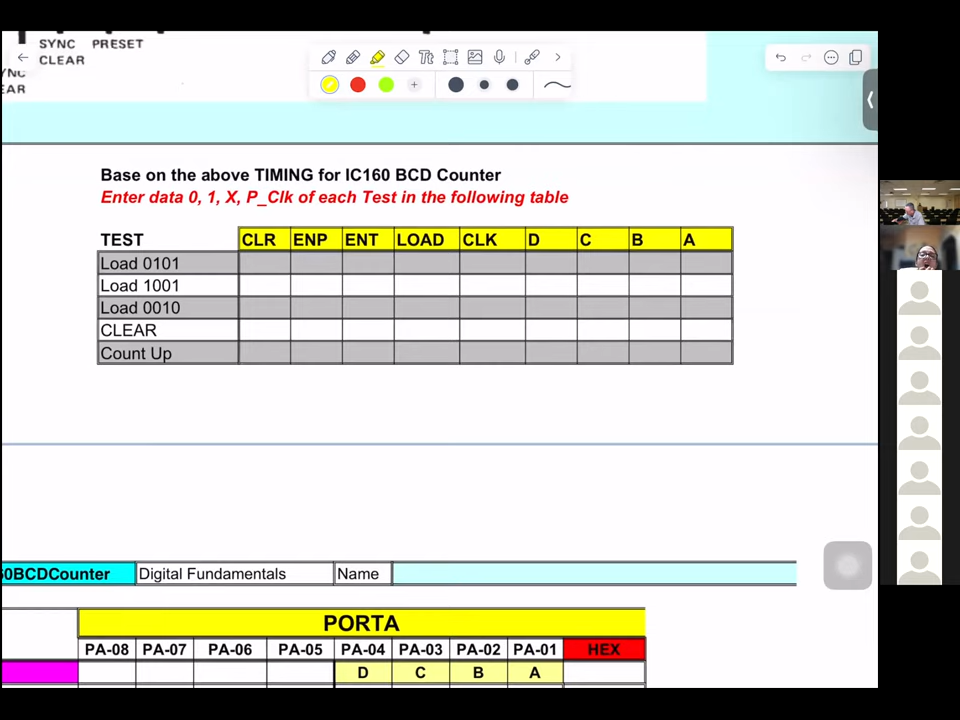 SYNC PRESET
CLEAR
YNC
EAR
Base on the above TIMING for IC160 BCD Counter
Enter data 0, 1, X, P_Clk of each Test in the following table
TEST CLR ENP ENT LOAD CLK D C B A
Load 0101
Load 1001
Load 0010
CLEAR
Count Up
60BCDCounter Digital Fundamentals Name
PORTA
PA-08 PA-07 PA-06 PA-05 PA-04 PA-03 PA-02 PA-01 HEX
D C B A